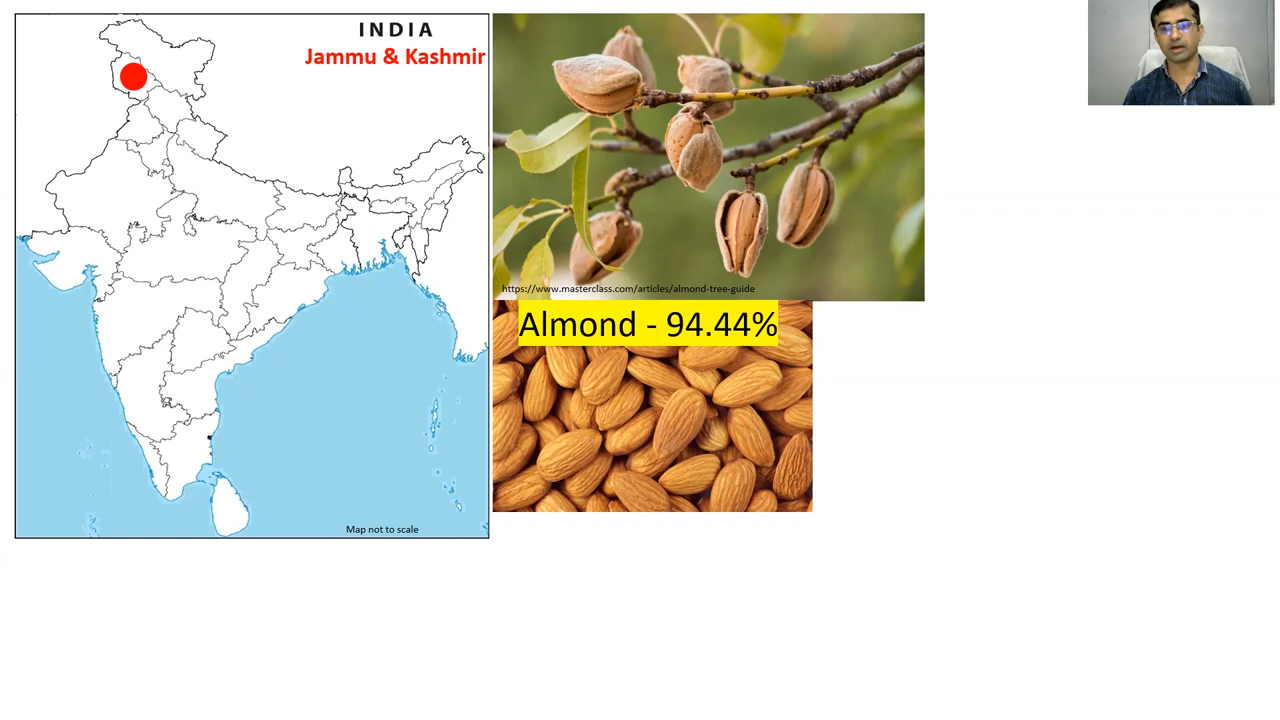 INDIA
Jammu & Kashmir
Map not to scale
https://www.masterclass.com/articles/almond-tree-guide
Almond - 94.44%